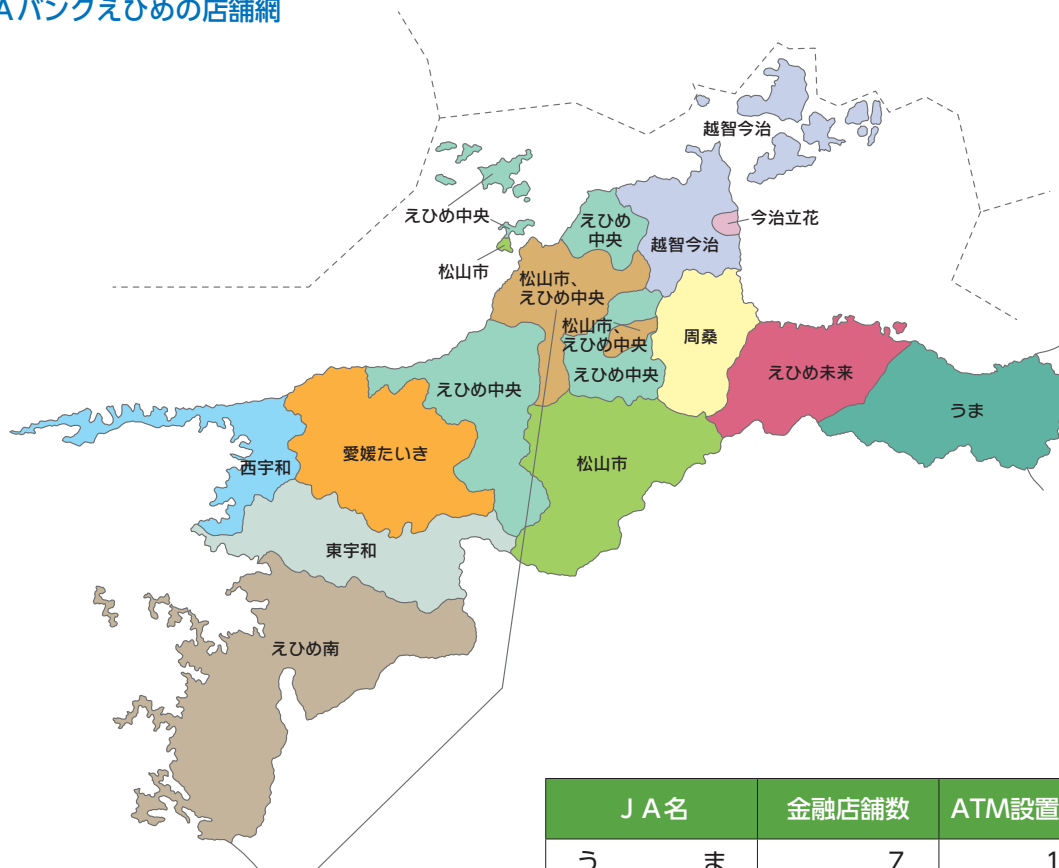 Aバンクえひめの店舗網
越智今治
えひめ中央
今治立花
えひめ
中央
越智今治
松山市
松山市、
えひめ中央
松山市、
えひめ中央
周桑
えひめ中央
えひめ中央
えひめ未来
うま
愛媛たいき
西宇和
松山市
東宇和
えひめ南
JA名 金融店舗数 ATM設置
うま 7 1